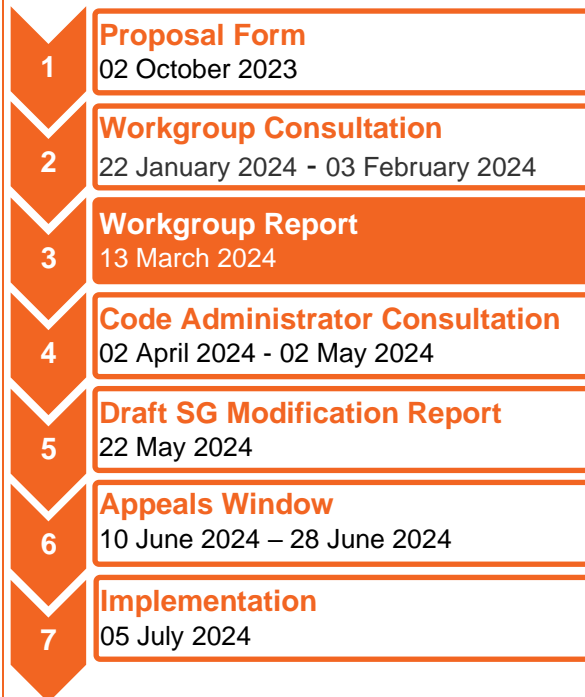 1
Proposal Form
02 October 2023
2
Workgroup Consultation
22 January 2024 - 03 February 2024
3
Workgroup Report
13 March 2024
4
Code Administrator Consultation
02 April 2024 - 02 May 2024
5
Draft SG Modification Report
22 May 2024
6
Appeals Window
10 June 2024 – 28 June 2024
7
Implementation
05 July 2024